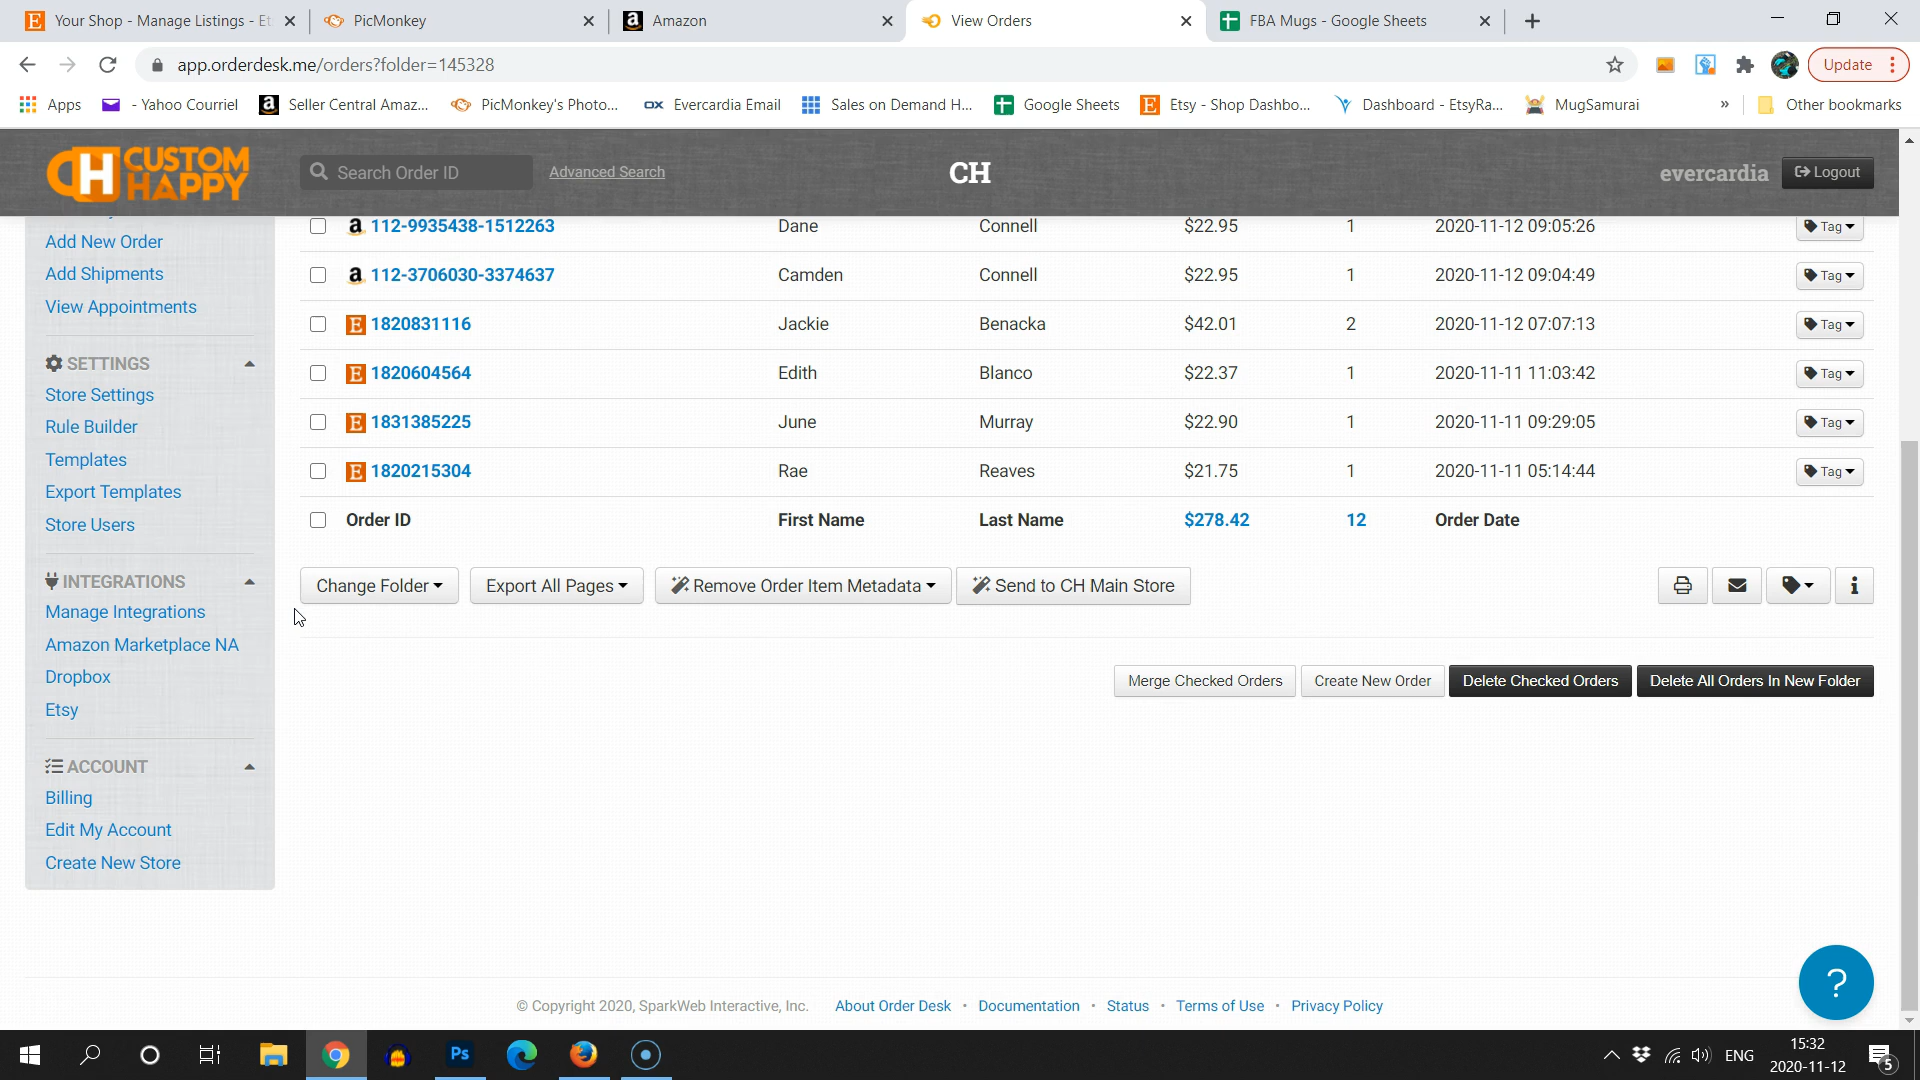 Your Shop - Manage Listings - Et
PicMonkey
Amazon
View Orders
FBA Mugs - Google Sheets
app.orderdesk.me/orders?folder=145328
Update
Apps
- Yahoo Courriel
Seller Central Amaz...
PicMonkey's Photo...
Evercardia Email
Sales on Demand H...
Google Sheets
Etsy - Shop Dashbo...
Dashboard - EtsyRa...
MugSamurai
»
Other bookmarks
CH CUSTOM HAPPY
Search Order ID
Advanced Search
CH
evercardia
Logout
Add New Order
Add Shipments
View Appointments
SETTINGS
Store Settings
Rule Builder
Templates
Export Templates
Store Users
INTEGRATIONS
Manage Integrations
Amazon Marketplace NA
Dropbox
Etsy
ACCOUNT
Billing
Edit My Account
Create New Store
112-9935438-1512263 Dane Connell $22.95 1 2020-11-12 09:05:26 Tag
112-3706030-3374637 Camden Connell $22.95 1 2020-11-12 09:04:49 Tag
1820831116 Jackie Benacka $42.01 2 2020-11-12 07:07:13 Tag
1820604564 Edith Blanco $22.37 1 2020-11-11 11:03:42 Tag
1831385225 June Murray $22.90 1 2020-11-11 09:29:05 Tag
1820215304 Rae Reaves $21.75 1 2020-11-11 05:14:44 Tag
Order ID First Name Last Name $278.42 12 Order Date
Change Folder
Export All Pages
Remove Order Item Metadata
Send to CH Main Store
Merge Checked Orders
Create New Order
Delete Checked Orders
Delete All Orders In New Folder
?
© Copyright 2020, SparkWeb Interactive, Inc. About Order Desk • Documentation • Status • Terms of Use • Privacy Policy
Ps
ENG
15:32
2020-11-12
5